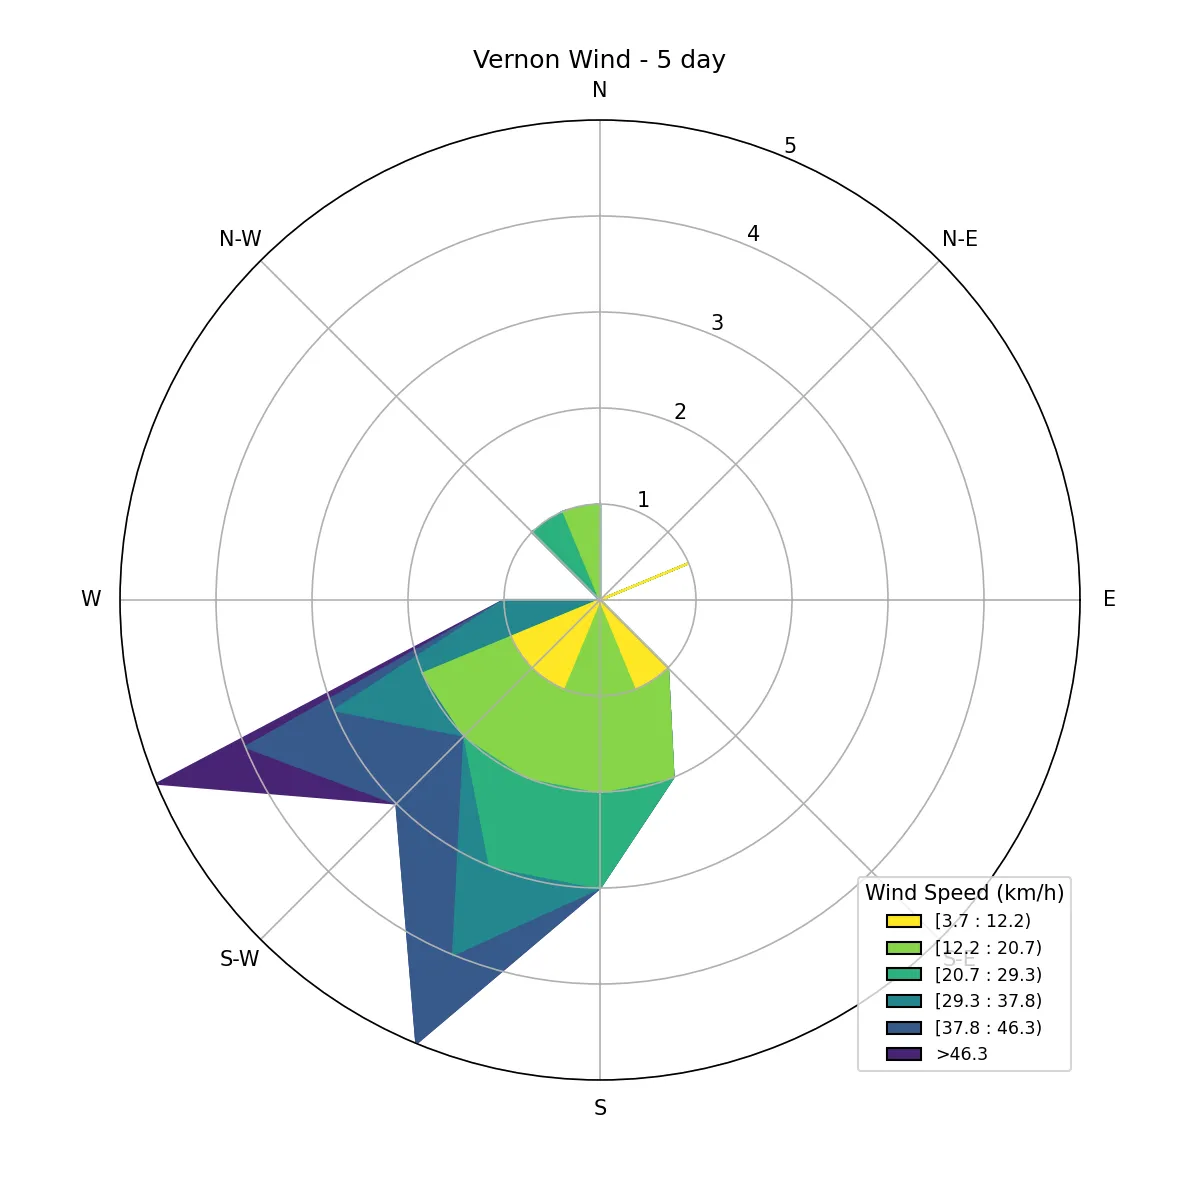 Vernon Wind - 5 day
N
5
N-W
4
N-E
3
2
1
W
E
Wind Speed (km/h)
[3.7 : 12.2)
[12.2 : 20.7)
S-W
S-E
[20.7 : 29.3)
[29.3 : 37.8)
[37.8 : 46.3)
>46.3
S